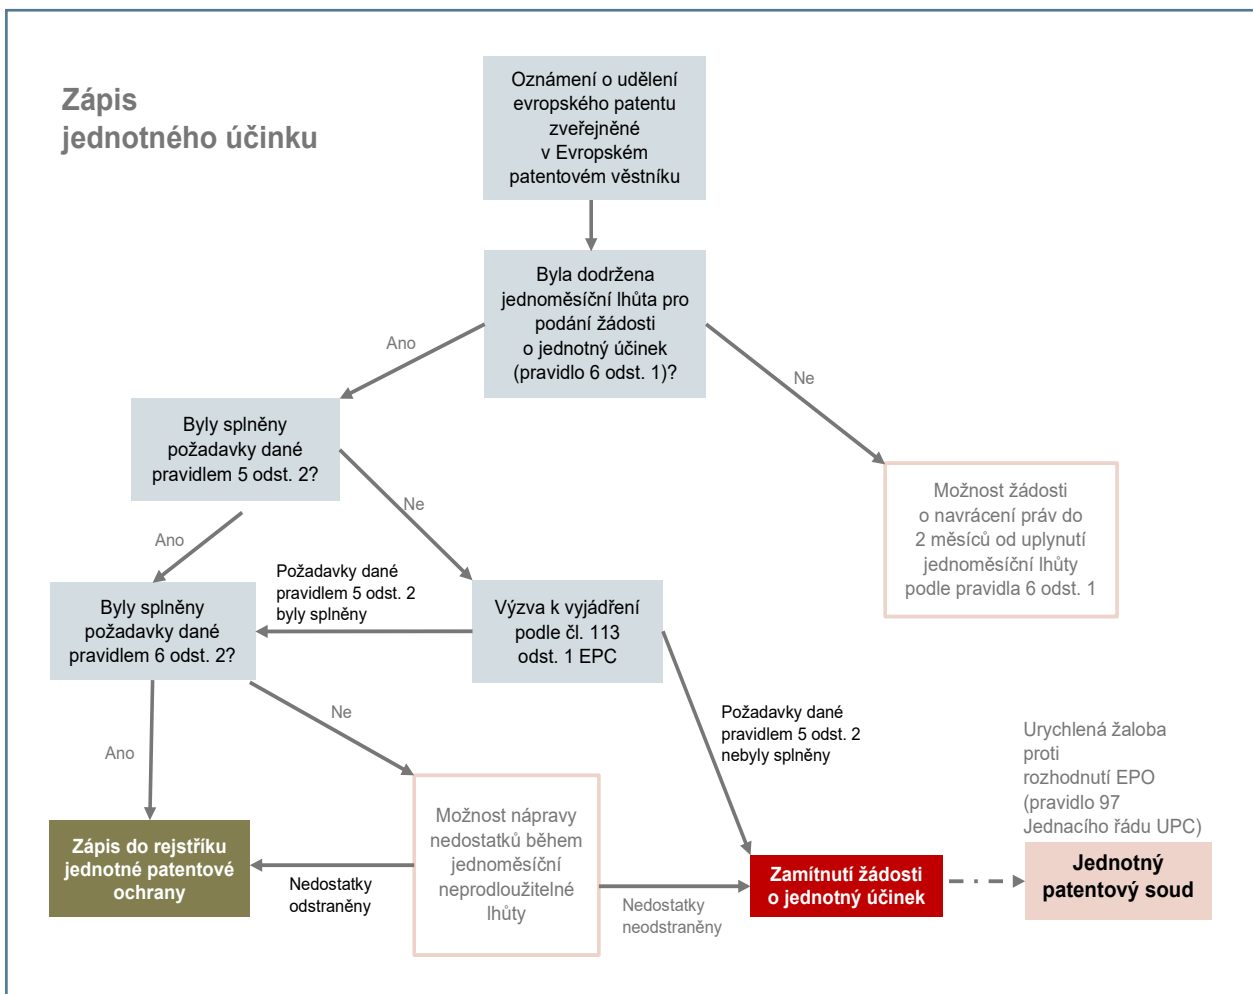 Zápis
jednotného účinku
Oznámení o udělení
evropského patentu
zveřejněné
v Evropském
patentovém věstníku
Byla dodržena
jednoměsíční lhůta pro
podání žádosti
o jednotný účinek
(pravidlo 6 odst. 1)?
Ano
Ne
Byly splněny
požadavky dané
pravidlem 5 odst. 2?
Možnost žádosti
o navrácení práv do
2 měsíců od uplynutí
jednoměsíční lhůty
podle pravidla 6 odst. 1
Ano
Ne
Požadavky dané
pravidlem 5 odst. 2
byly splněny
Byly splněny
požadavky dané
pravidlem 6 odst. 2?
Výzva k vyjádření
podle čl. 113
odst. 1 EPC
Ano
Ne
Požadavky dané
pravidlem 5 odst. 2
nebyly splněny
Urychlená žaloba
proti
rozhodnutí EPO
(pravidlo 97
Jednacího řádu UPC)
Zápis do rejstříku
jednotné patentové
ochrany
Nedostatky
odstraněny
Možnost nápravy
nedostatků během
jednoměsíční
neprodloužitelné
lhůty
Nedostatky
neodstraněny
Zamítnutí žádosti
o jednotný účinek
Jednotný
patentový soud